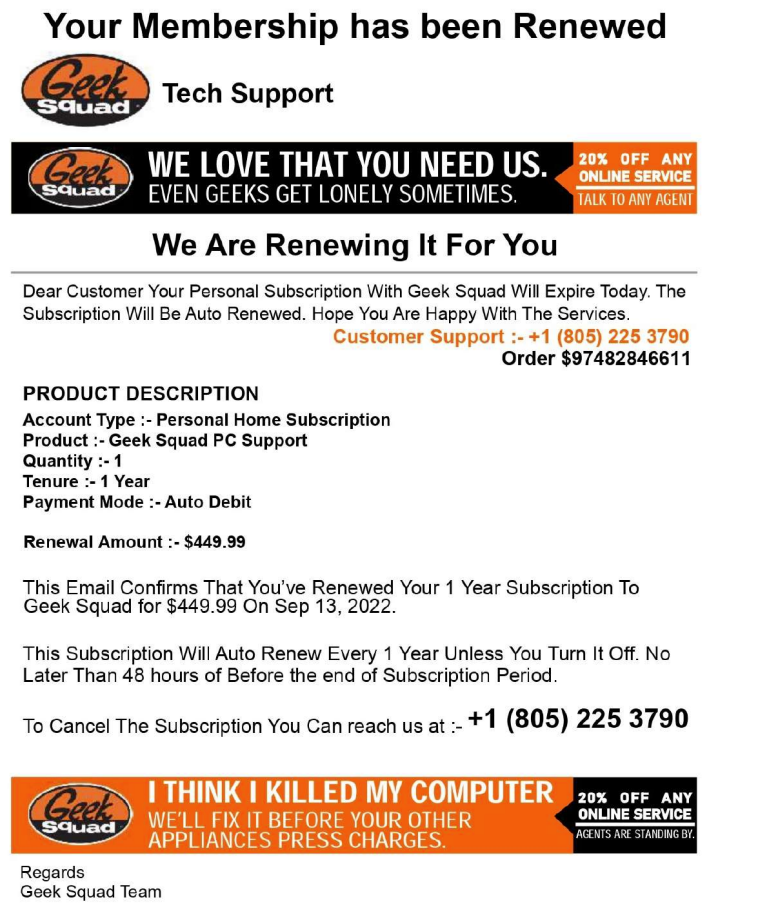 Your Membership has been Renewed
Geek
Squad
Tech Support
Geek
Squad
WE LOVE THAT YOU NEED US.
EVEN GEEKS GET LONELY SOMETIMES.
20% OFF ANY
ONLINE SERVICE
TALK TO ANY AGENT
We Are Renewing It For You
Dear Customer Your Personal Subscription With Geek Squad Will Expire Today. The
Subscription Will Be Auto Renewed. Hope You Are Happy With The Services.
Customer Support :- +1 (805) 225 3790
Order $97482846611
PRODUCT DESCRIPTION
Account Type :- Personal Home Subscription
Product :- Geek Squad PC Support
Quantity :- 1
Tenure :- 1 Year
Payment Mode :- Auto Debit
Renewal Amount :- $449.99
This Email Confirms That You've Renewed Your 1 Year Subscription To
Geek Squad for $449.99 On Sep 13, 2022.
This Subscription Will Auto Renew Every 1 Year Unless You Turn It Off. No
Later Than 48 hours of Before the end of Subscription Period.
To Cancel The Subscription You Can reach us at :- +1 (805) 225 3790
Geek
Squad
I THINK I KILLED MY COMPUTER
WE'LL FIX IT BEFORE YOUR OTHER
APPLIANCES PRESS CHARGES.
20% OFF ANY
ONLINE SERVICE
AGENTS ARE STANDING BY.
Regards
Geek Squad Team